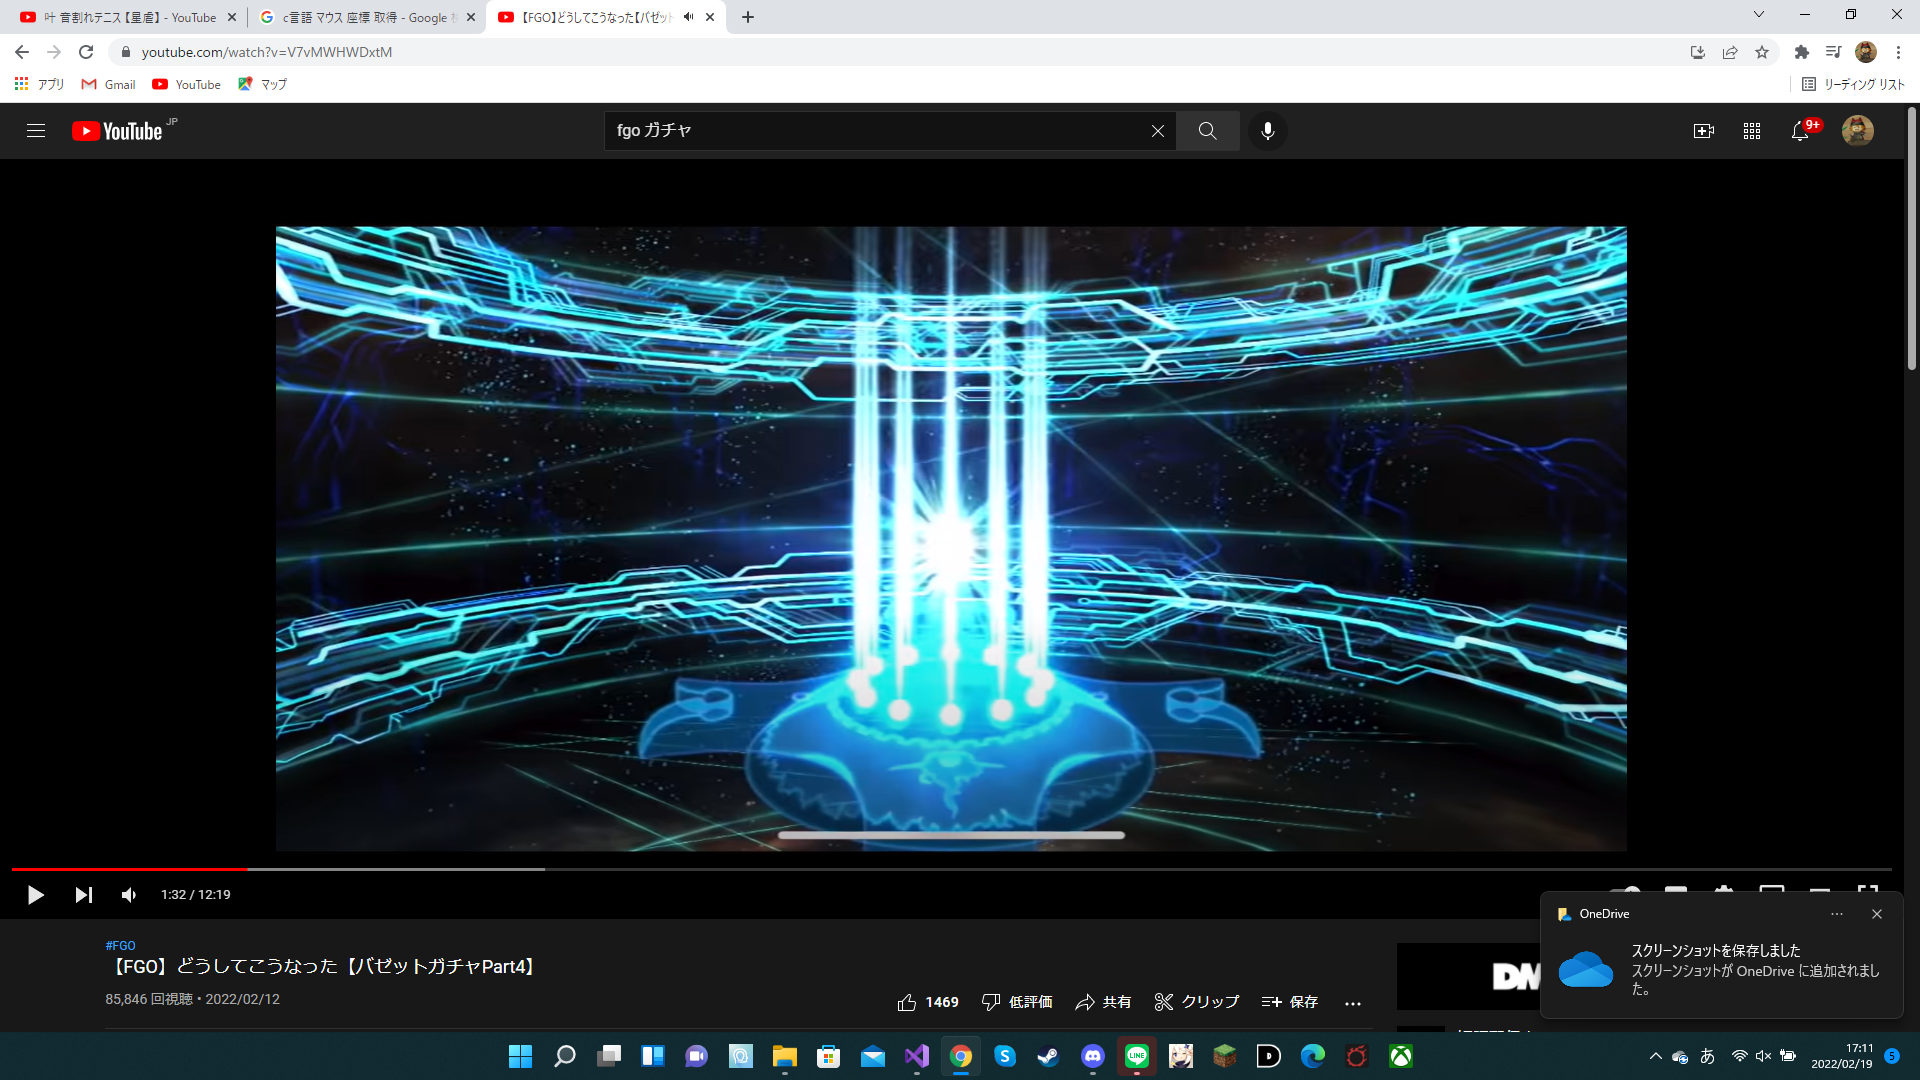 叶 音割れテニス【星虐】 - YouTube
c言語 マウス 座標 取得 - Google
【FGO】どうしてこうなった【バゼット
youtube.com/watch?v=V7vMWHWDxtM
アプリ
Gmail
YouTube
マップ
リーディング リスト
YouTube JP
fgo ガチャ
9+
1:32 / 12:19
#FGO
【FGO】どうしてこうなった【バゼットガチャPart4】
85,846 回視聴・2022/02/12
1469
低評価
共有
クリップ
保存
DM
OneDrive
スクリーンショットを保存しました
スクリーンショットが OneDrive に追加されまし
た。
LINE
あ
17:11
2022/02/19
5